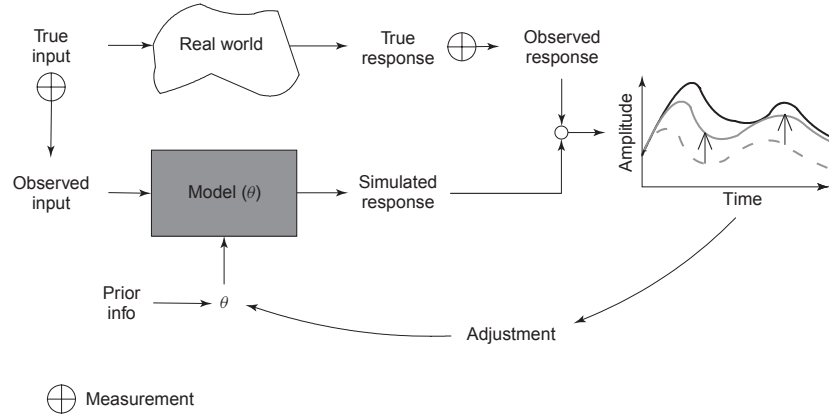 True
input
Real world
True
response
Observed
response
Amplitude
Time
Observed
input
Model (θ)
Simulated
response
Prior
info
θ
Adjustment
Measurement